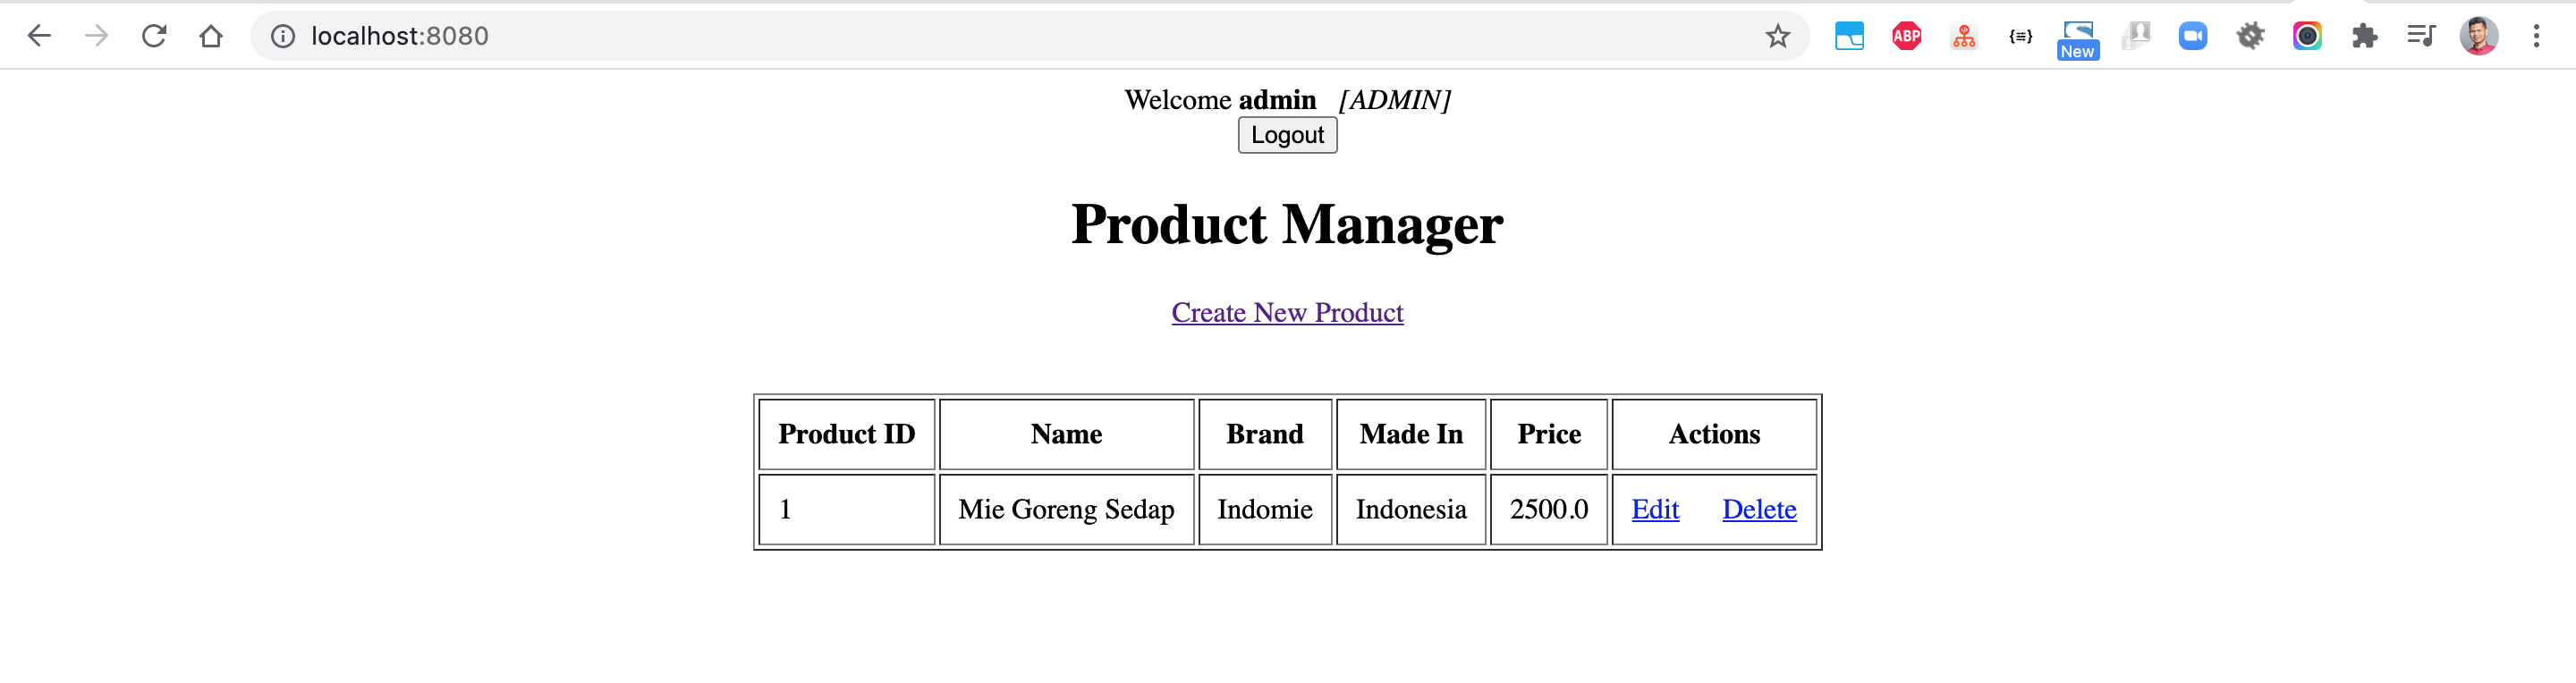 localhost:8080
ABP
{≡}
New
Welcome admin [ADMIN]
Logout
Product Manager
Create New Product
Product ID Name Brand Made In Price Actions
1 Mie Goreng Sedap Indomie Indonesia 2500.0 Edit Delete